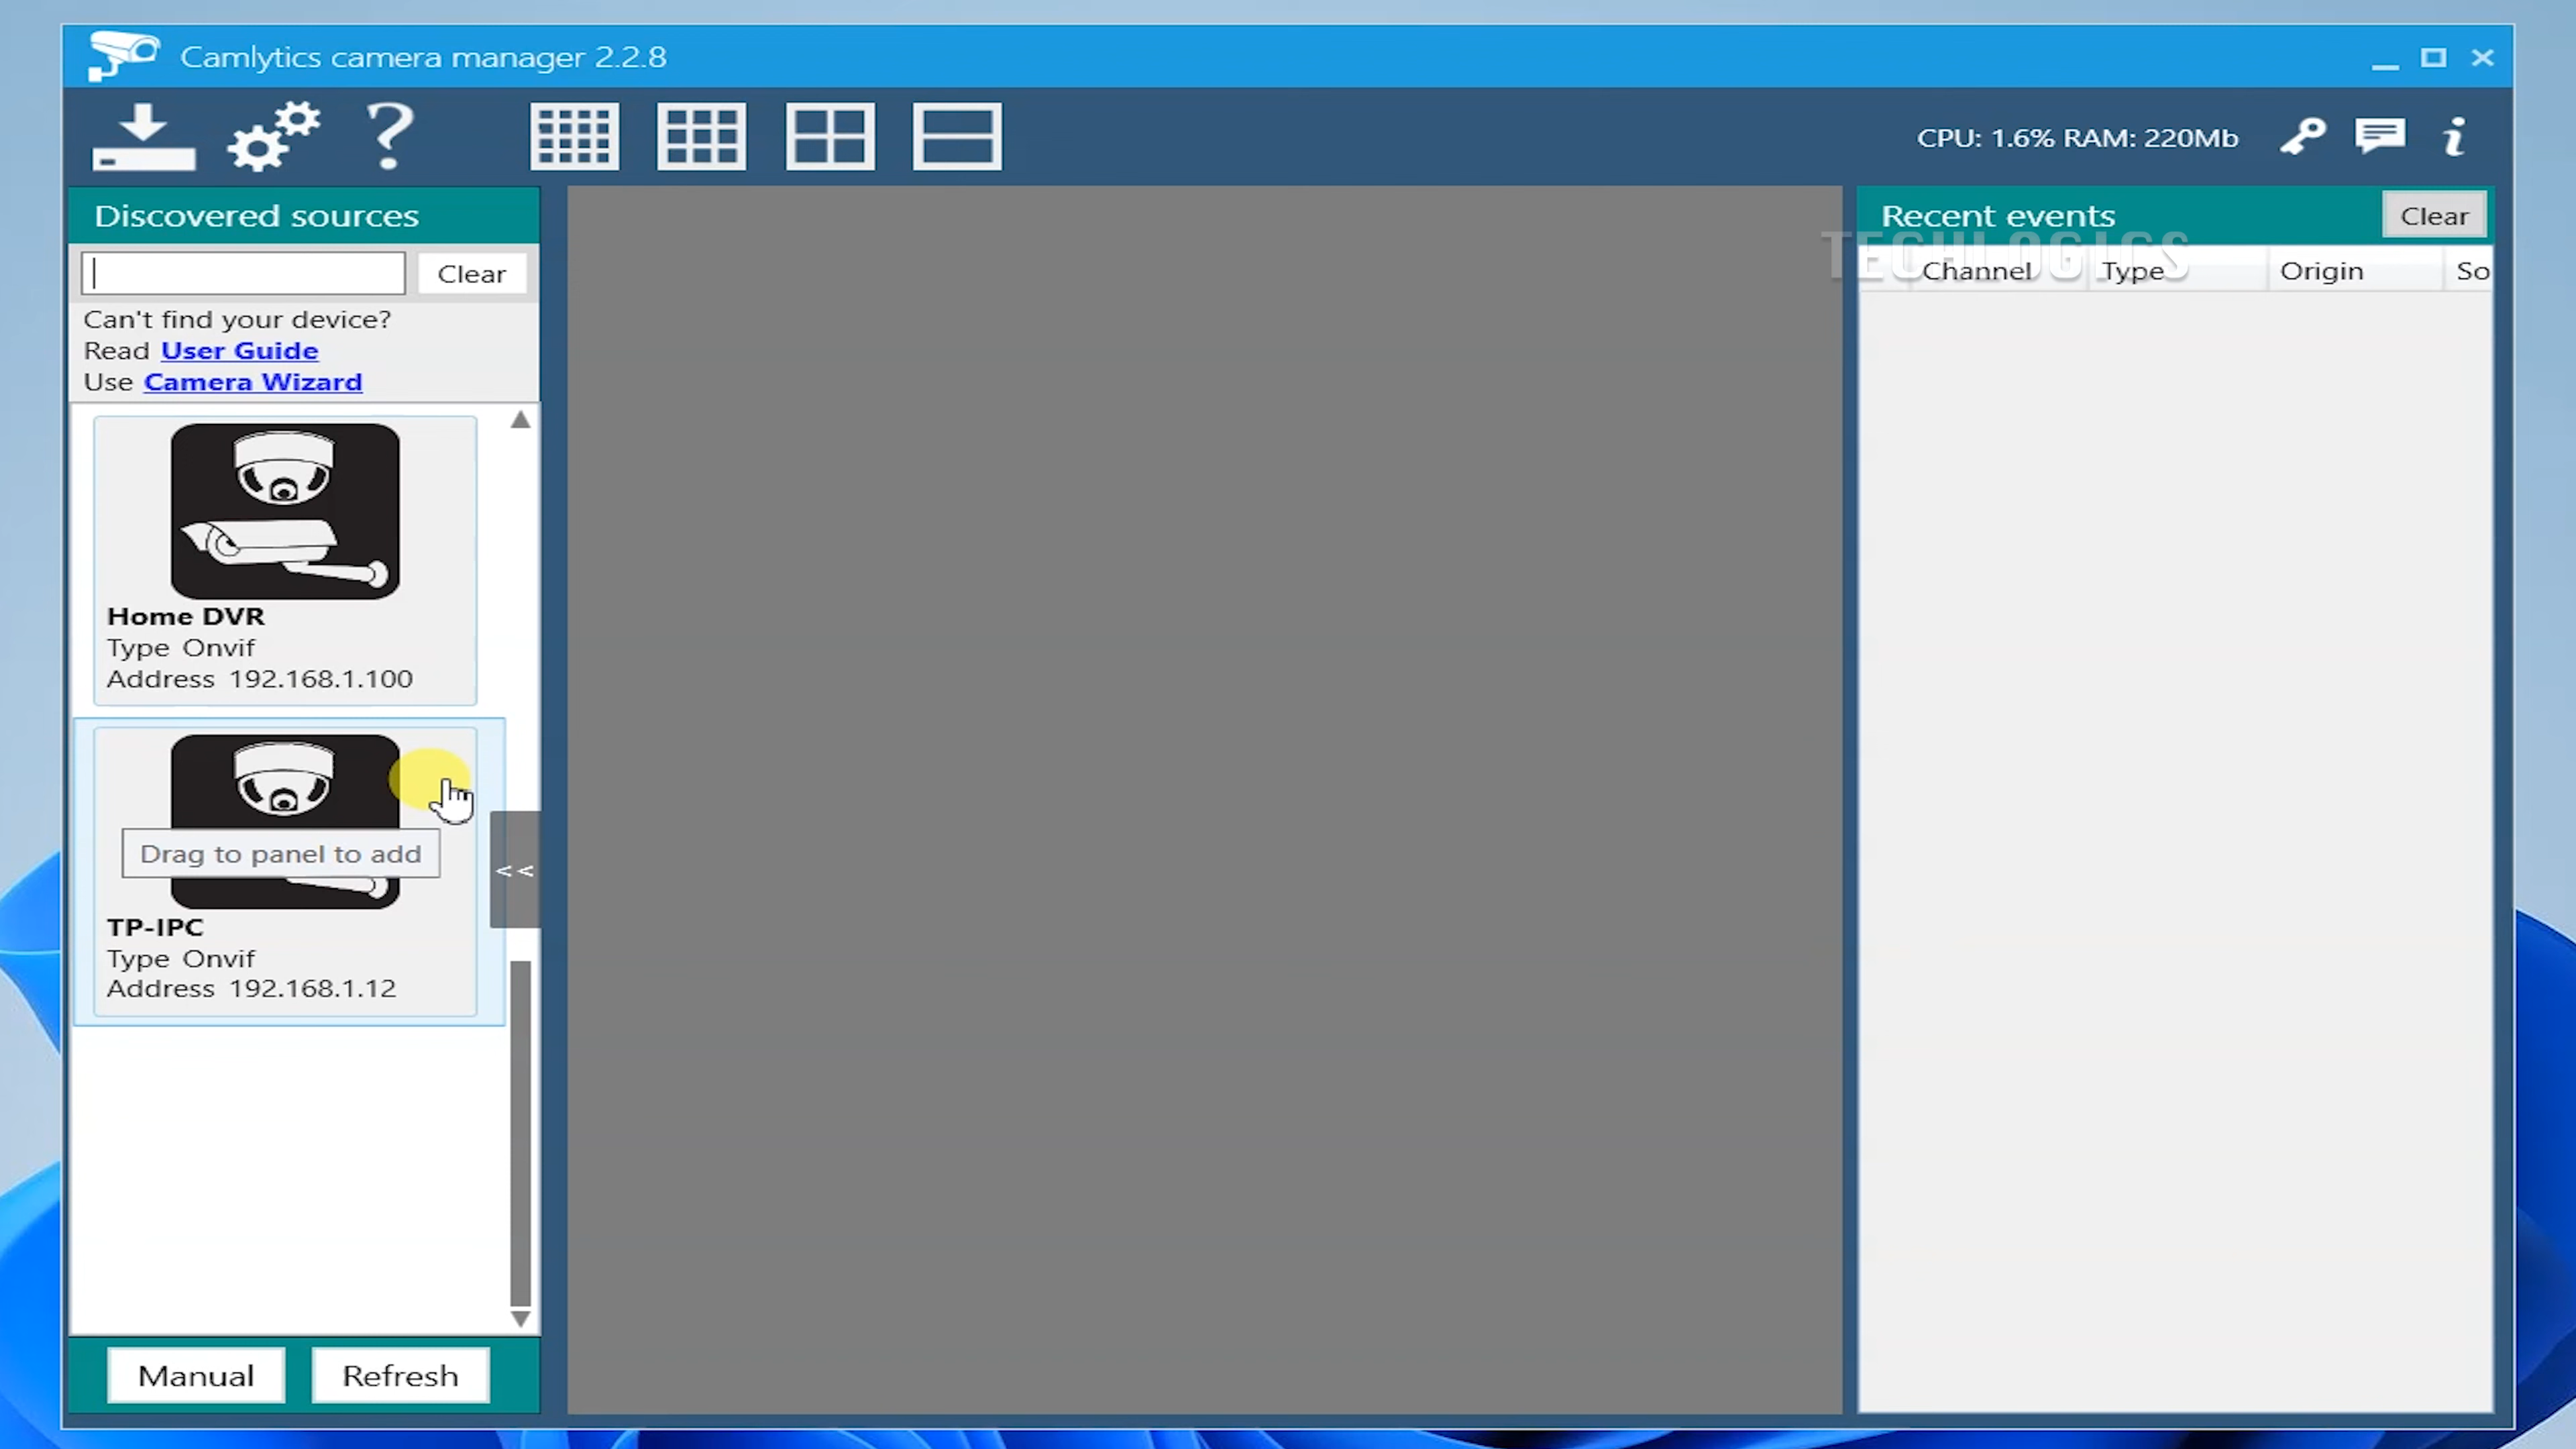 Camlytics camera manager 2.2.8
CPU: 1.6% RAM: 220Mb
Discovered sources
Clear
Can't find your device?
Read User Guide
Use Camera Wizard
Home DVR
Type Onvif
Address 192.168.1.100
Drag to panel to add
TP-IPC
Type Onvif
Address 192.168.1.12
<<
Manual Refresh
Recent events Clear
TECHLOGICS
Channel Type Origin So